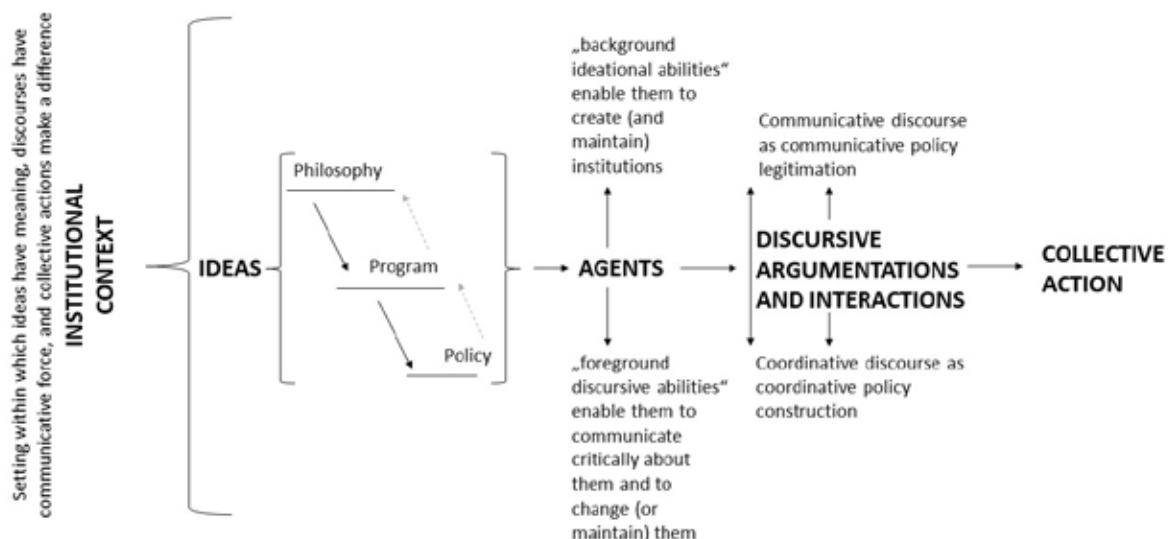 Setting within which ideas have meaning, discourses have
communicative force, and collective actions make a difference
INSTITUTIONAL
CONTEXT
IDEAS
Philosophy
Program
Policy
„background
ideational abilities“
enable them to
create (and
maintain)
institutions
AGENTS
„foreground
discursive abilities“
enable them to
communicate
critically about
them and to
change (or
maintain) them
Communicative discourse
as communicative policy
legitimation
DISCURSIVE
ARGUMENTATIONS
AND INTERACTIONS
Coordinative discourse as
coordinative policy
construction
COLLECTIVE
ACTION